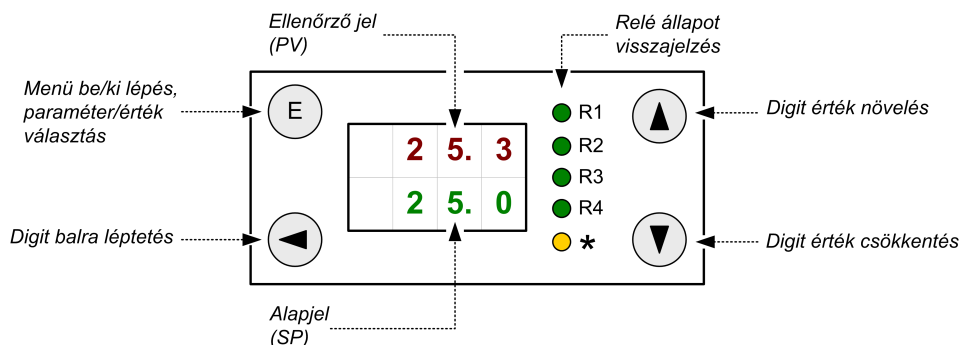 Ellenőrző jel
(PV)
Relé állapot
visszajelzés
Menü be/ki lépés,
paraméter/érték
választás
E
R1
Digit érték növelés
2 5. 3
R2
R3
2 5. 0
R4
Digit balra léptetés
*
Digit érték csökkentés
Alapjel
(SP)